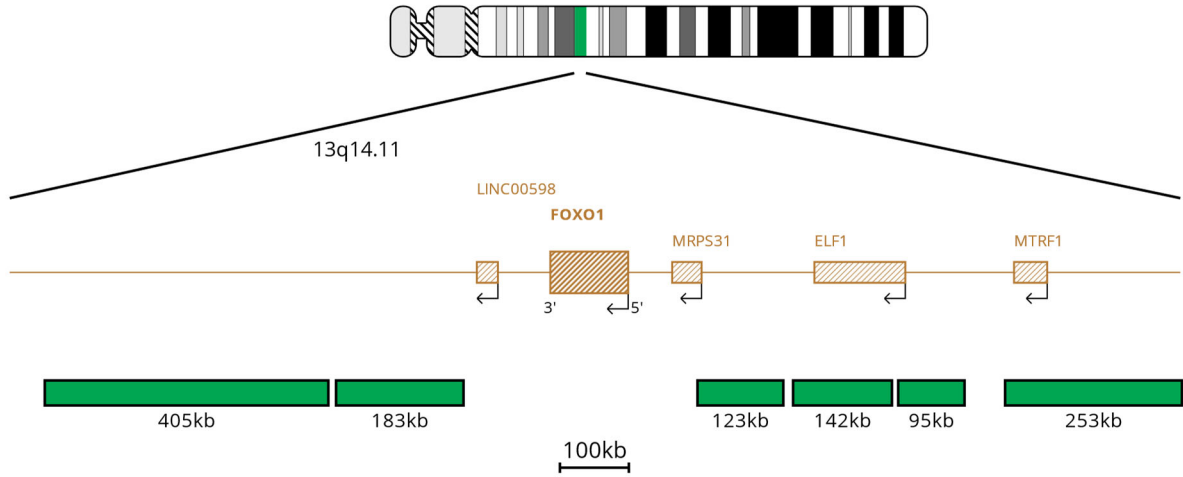 13q14.11
LINC00598
FOXO1
MRPS31
ELF1
MTRF1
3'
5'
405kb
183kb
123kb
142kb
95kb
253kb
100kb